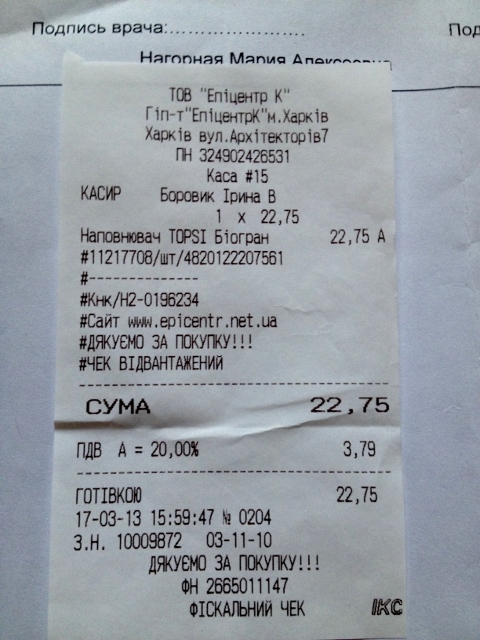 Подпись врача:......................
Под
Нагорная Мария Алексеевна
ТОВ "Епіцентр К"
Гіп-т"ЕпіцентрК"м.Харків
Харків вул.Архітекторів7
ПН 324902426531
Каса #15
КАСИР Боровик Ірина В
1 x 22,75
Наповнювач TOPSI Біогран 22,75 А
#11217708/шт/4820122207561
#--------------
#Кнк/Н2-0196234
#Сайт www.epicentr.net.ua
#ДЯКУЄМО ЗА ПОКУПКУ!!!
#ЧЕК ВІДВАНТАЖЕНИЙ
СУМА 22,75
ПДВ А = 20,00% 3,79
ГОТІВКОЮ 22,75
17-03-13 15:59:47 № 0204
З.Н. 10009872 03-11-10
ДЯКУЄМО ЗА ПОКУПКУ!!!
ФН 2665011147
ФІСКАЛЬНИЙ ЧЕК IKC